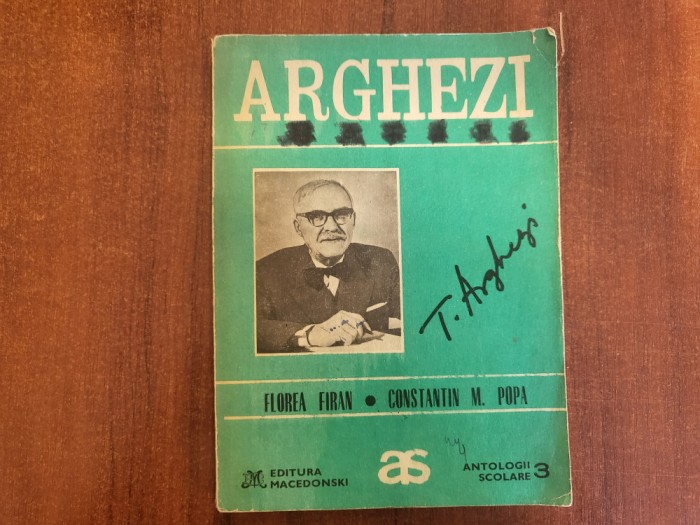 ARGHEZI
T. Arghezi
FLOREA FIRAN • CONSTANTIN M. POPA
EDITURA
MACEDONSKI
as
ANTOLOGII
SCOLARE 3